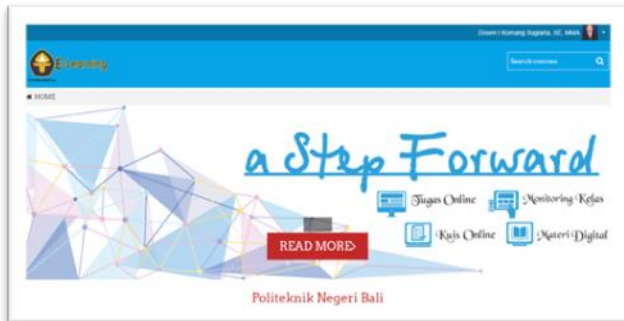 Dosen I Komang Sugiarta, SE, MMA
Elearning
Search courses
HOME
a Step Forward
Tugas Online
Monitoring Kelas
Kuis Online
Materi Digital
READ MORE>
Politeknik Negeri Bali